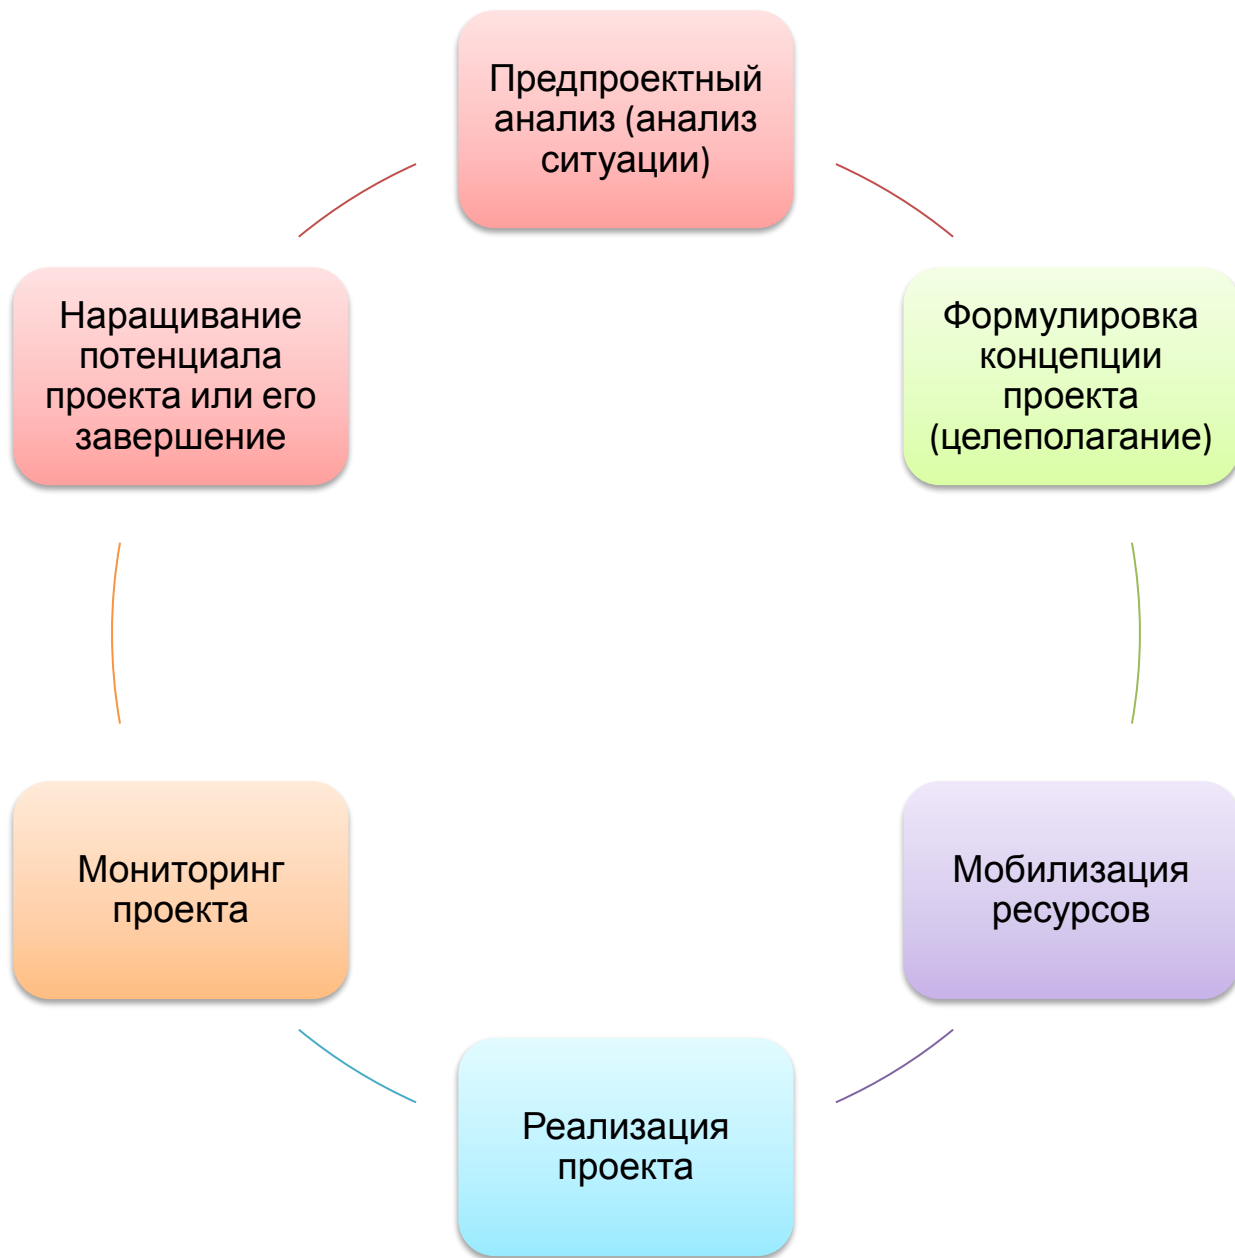 Предпроектный
анализ (анализ
ситуации)
Формулировка
концепции
проекта
(целеполагание)
Мобилизация
ресурсов
Реализация
проекта
Мониторинг
проекта
Наращивание
потенциала
проекта или его
завершение